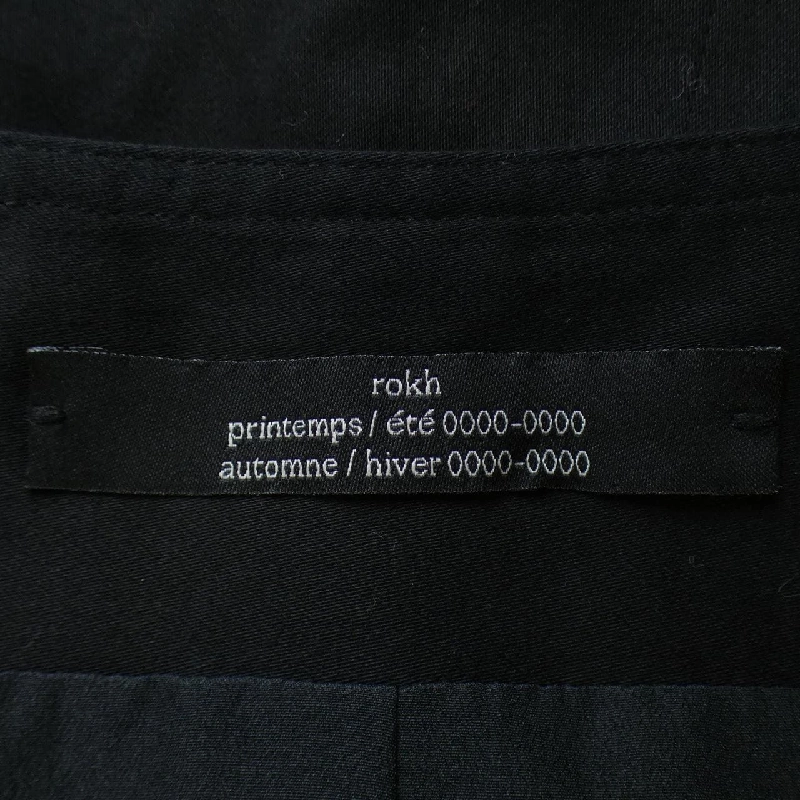 rokh
printemps / été 0000-0000
automne / hiver 0000-0000